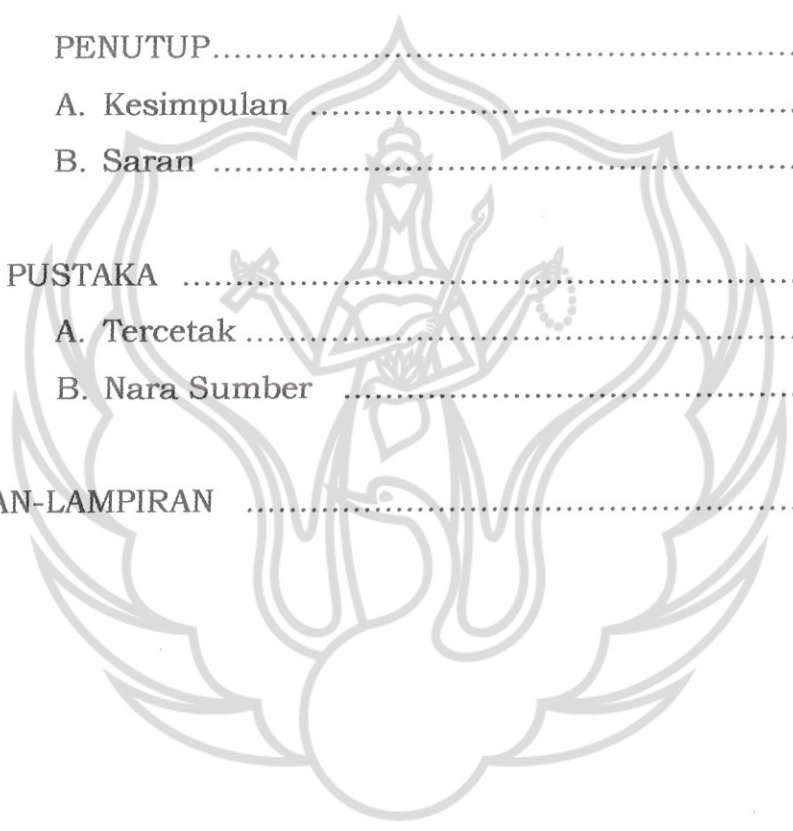 PENUTUP..........................................................
A. Kesimpulan ................................................
B. Saran ..........................................................
PUSTAKA .............................................................
A. Tercetak .......................................................
B. Nara Sumber ..............................................
AN-LAMPIRAN .......................................................